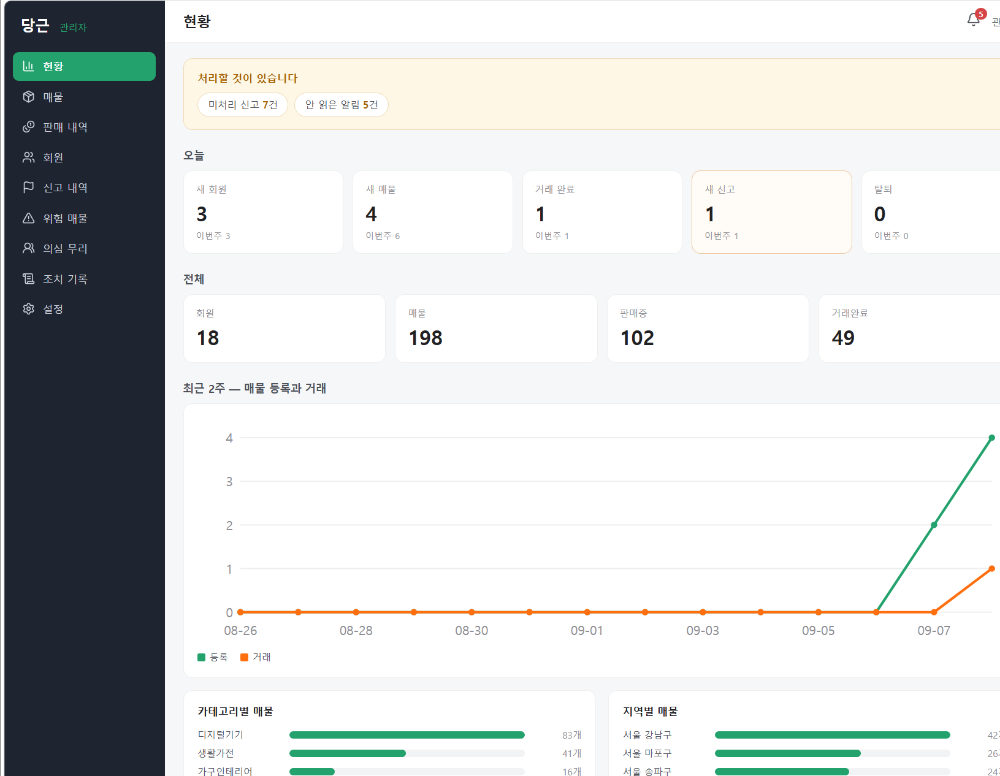 당근 관리자
현황
매물
판매 내역
회원
신고 내역
위험 매물
의심 무리
조치 기록
설정
현황
5
관
처리할 것이 있습니다
미처리 신고 7건
안 읽은 알림 5건
오늘
새 회원
3
이번주 3
새 매물
4
이번주 6
거래 완료
1
이번주 1
새 신고
1
이번주 1
탈퇴
0
이번주 0
전체
회원
18
매물
198
판매중
102
거래완료
49
최근 2주 — 매물 등록과 거래
4
3
2
1
0
08-26 08-28 08-30 09-01 09-03 09-05 09-07
등록 거래
카테고리별 매물
디지털기기 83개
생활가전 41개
가구인테리어 16개
지역별 매물
서울 강남구 42
서울 마포구 26
서울 송파구 24